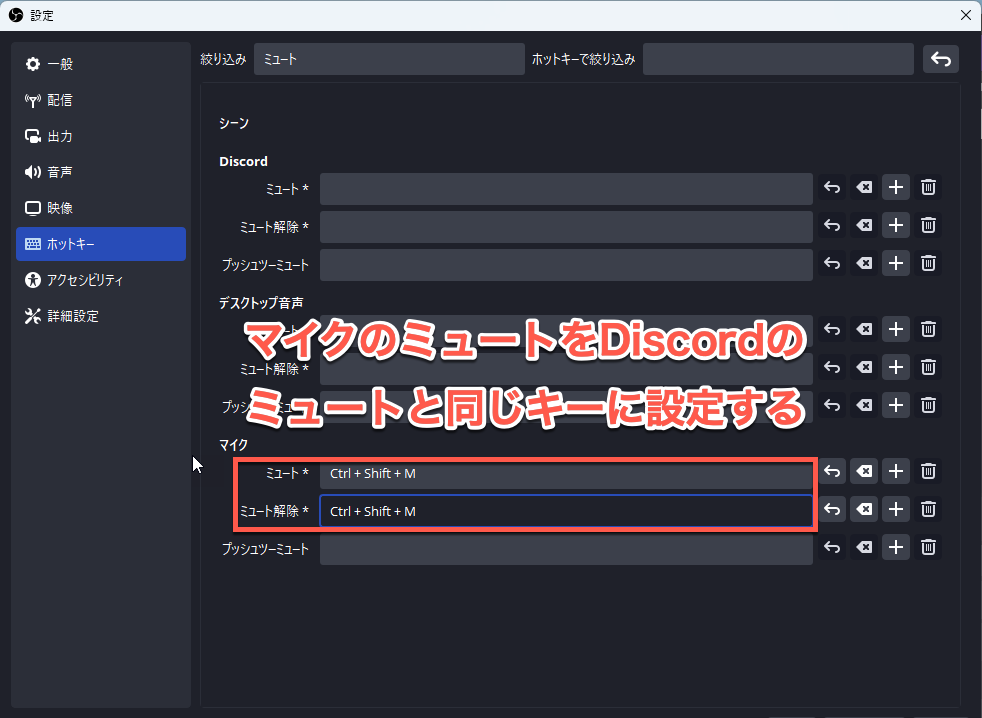 設定
一般
配信
出力
音声
映像
ホットキー
アクセシビリティ
詳細設定
絞り込み ミュート ホットキーで絞り込み
シーン
Discord
ミュート *
ミュート解除 *
プッシュツーミュート
デスクトップ音声
マイクのミュートをDiscordの
ミュート解除 *
ミュートと同じキーに設定する
マイク
ミュート * Ctrl + Shift + M
ミュート解除 * Ctrl + Shift + M
プッシュツーミュート